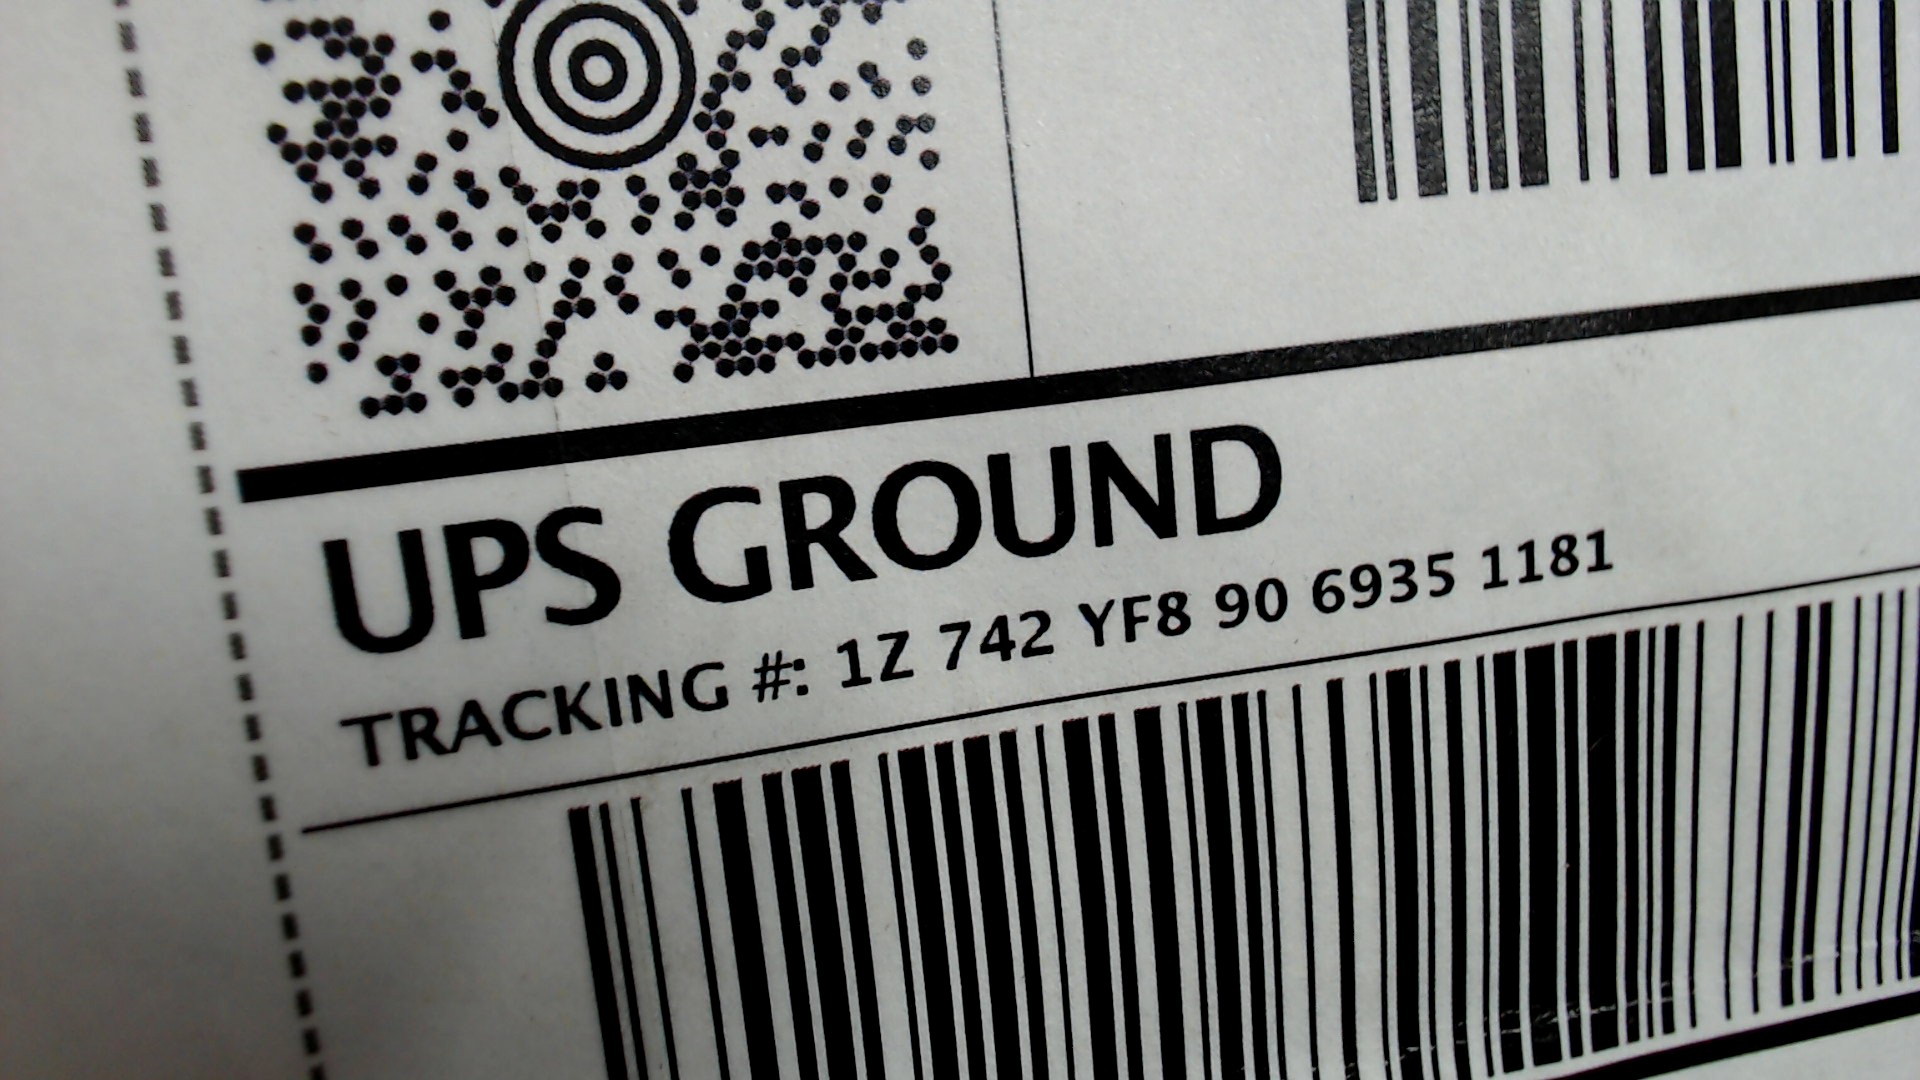 UPS GROUND
TRACKING #: 1Z 742 YF8 90 6935 1181